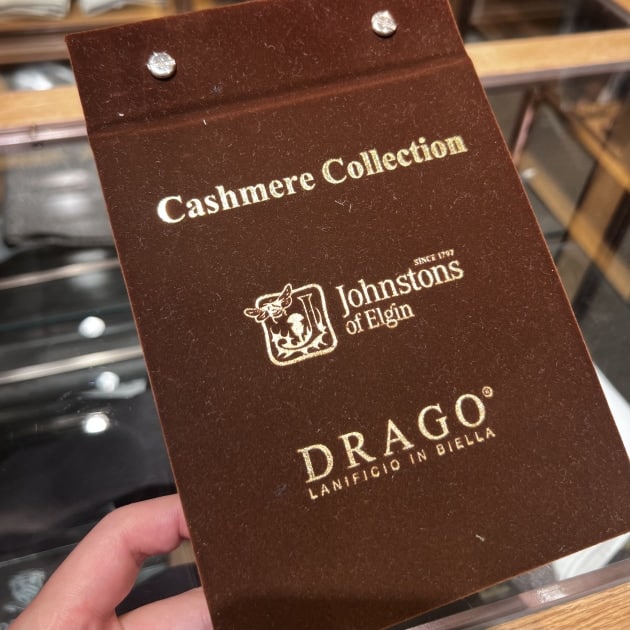 Cashmere Collection
SINCE 1797
Johnstons
of Elgin
DRAGO®
LANIFICIO IN BIELLA